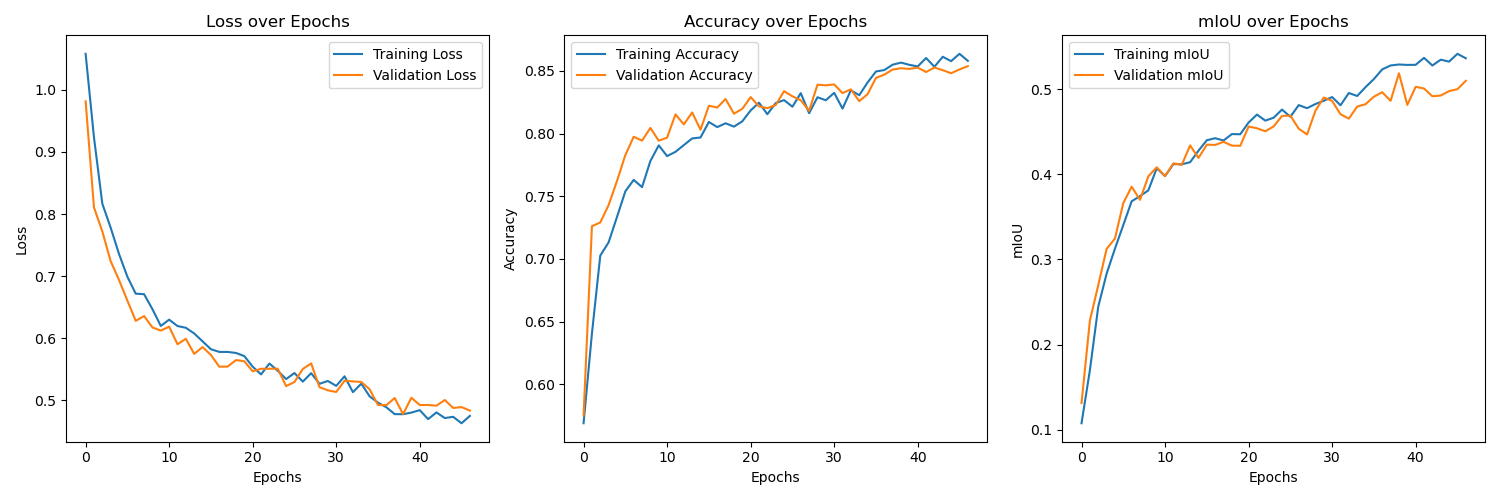 Loss over Epochs
Training Loss
Validation Loss
1.0
0.9
0.8
0.7
0.6
0.5
Loss
0
10
20
30
40
Epochs
Accuracy over Epochs
Training Accuracy
Validation Accuracy
0.85
0.80
0.75
0.70
0.65
0.60
Accuracy
0
10
20
30
40
Epochs
mIoU over Epochs
Training mIoU
Validation mIoU
0.5
0.4
0.3
0.2
0.1
mIoU
0
10
20
30
40
Epochs